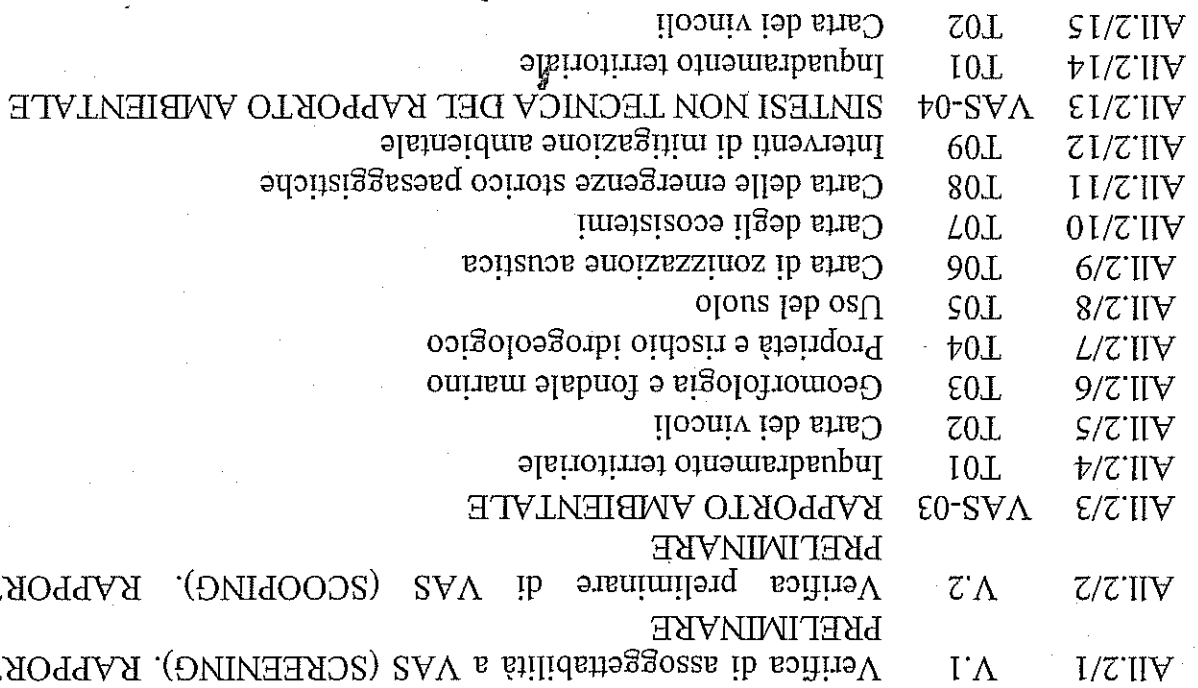 All.2/1 V.1 Verifica di assoggettabilità a VAS (SCREENING). RAPPOR
PRELIMINARE
All.2/2 V.2 Verifica preliminare di VAS (SCOOPING). RAPPOR
PRELIMINARE
All.2/3 VAS-03 RAPPORTO AMBIENTALE
All.2/4 T01 Inquadramento territoriale
All.2/5 T02 Carta dei vincoli
All.2/6 T03 Geomorfologia e fondale marino
All.2/7 T04 Proprietà e rischio idrogeologico
All.2/8 T05 Uso del suolo
All.2/9 T06 Carta di zonizzazione acustica
All.2/10 T07 Carta degli ecosistemi
All.2/11 T08 Carta delle emergenze storico paesaggistiche
All.2/12 T09 Interventi di mitigazione ambientale
All.2/13 VAS-04 SINTESI NON TECNICA DEL RAPPORTO AMBIENTALE
All.2/14 T01 Inquadramento territoriale
All.2/15 T02 Carta dei vincoli